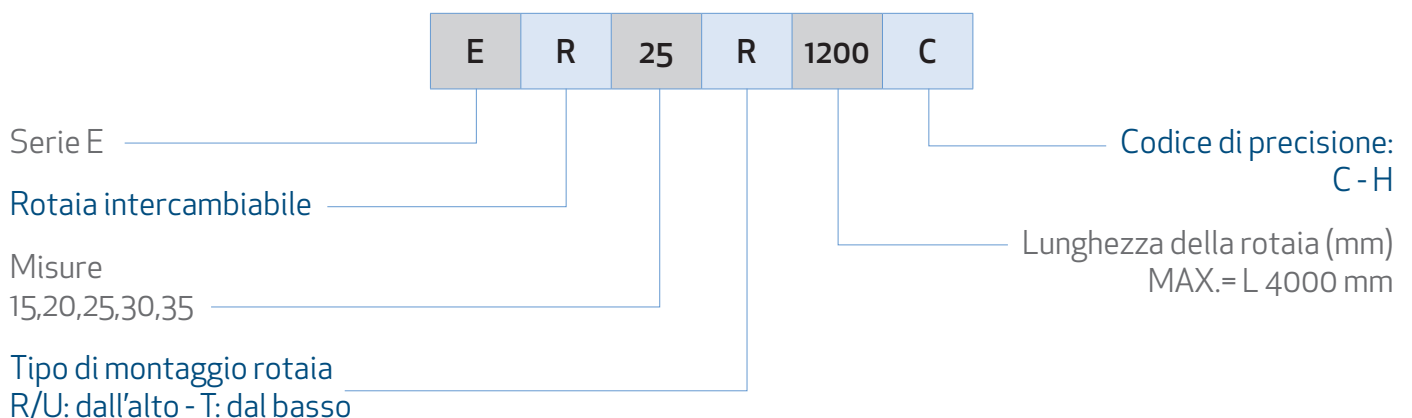 E R 25 R 1200 C
Serie E
Rotaia intercambiabile
Misure
15,20,25,30,35
Tipo di montaggio rotaia
R/U: dall'alto - T: dal basso
Codice di precisione:
C - H
Lunghezza della rotaia (mm)
MAX.= L 4000 mm